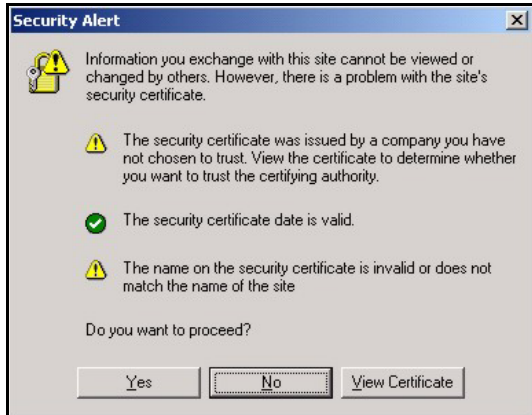 Security Alert
Information you exchange with this site cannot be viewed or
changed by others. However, there is a problem with the site's
security certificate.
The security certificate was issued by a company you have
not chosen to trust. View the certificate to determine whether
you want to trust the certifying authority.
The security certificate date is valid.
The name on the security certificate is invalid or does not
match the name of the site
Do you want to proceed?
Yes No View Certificate